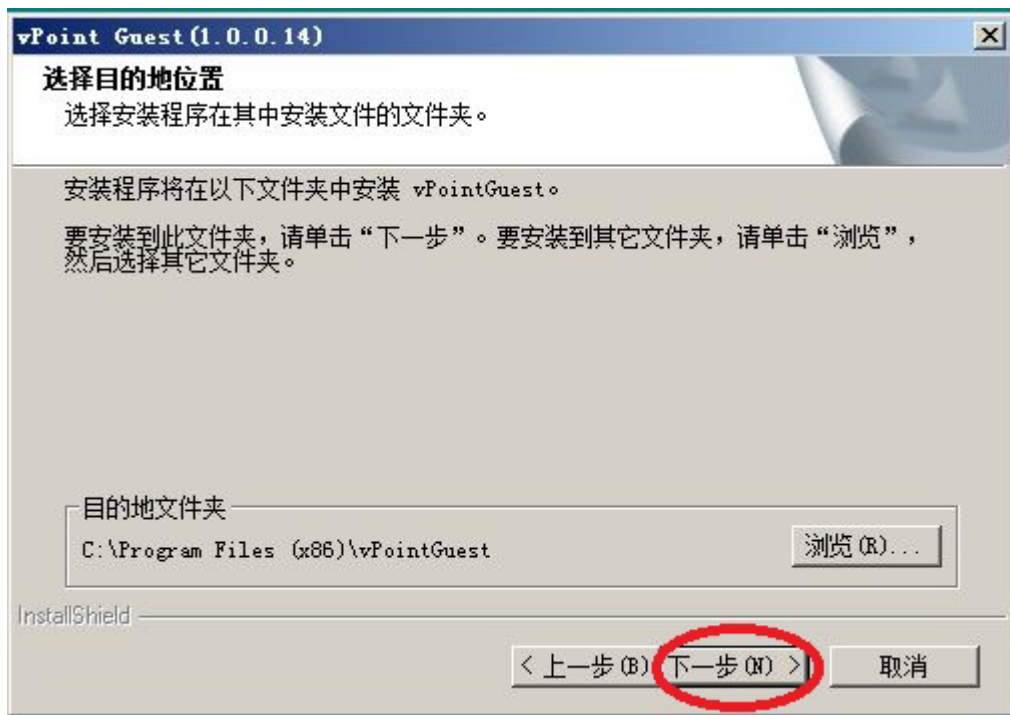 vPoint Guest(1.0.0.14)
选择目的地位置
选择安装程序在其中安装文件的文件夹。
安装程序将在以下文件夹中安装 vPointGuest。
要安装到此文件夹，请单击“下一步”。要安装到其它文件夹，请单击“浏览”，
然后选择其它文件夹。
目的地文件夹
C:\Program Files (x86)\vPointGuest
浏览(R)...
InstallShield
< 上一步(B) 下一步(N) > 取消